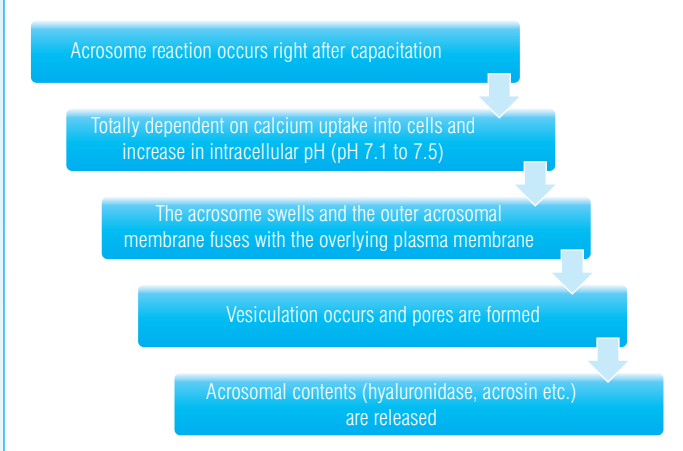 Acrosome reaction occurs right after capacitation
Totally dependent on calcium uptake into cells and
increase in intracellular pH (pH 7.1 to 7.5)
The acrosome swells and the outer acrosomal
membrane fuses with the overlying plasma membrane
Vesiculation occurs and pores are formed
Acrosomal contents (hyaluronidase, acrosin etc.)
are released